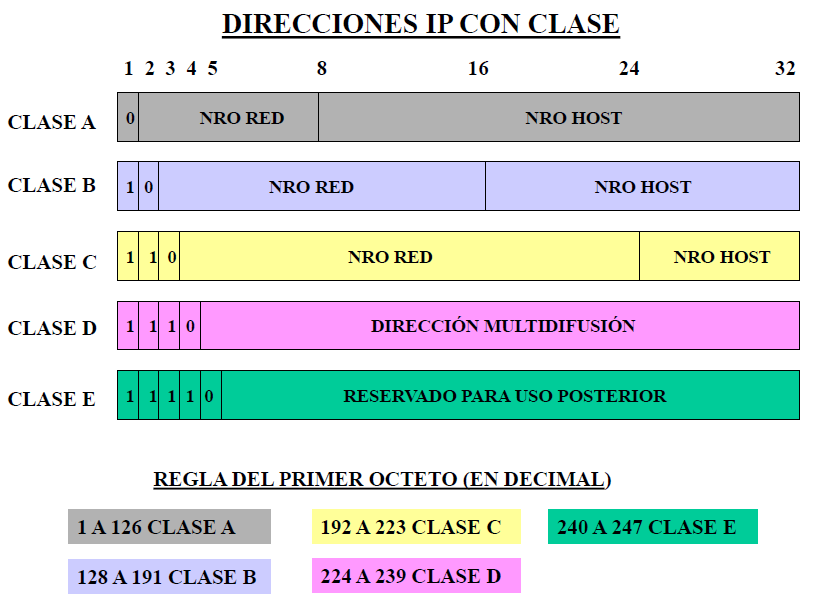 DIRECCIONES IP CON CLASE
1 2 3 4 5 8 16 24 32
CLASE A 0 NRO RED NRO HOST
CLASE B 1 0 NRO RED NRO HOST
CLASE C 1 1 0 NRO RED NRO HOST
CLASE D 1 1 1 0 DIRECCIÓN MULTIDIFUSIÓN
CLASE E 1 1 1 1 0 RESERVADO PARA USO POSTERIOR
REGLA DEL PRIMER OCTETO (EN DECIMAL)
1 A 126 CLASE A 192 A 223 CLASE C 240 A 247 CLASE E
128 A 191 CLASE B 224 A 239 CLASE D